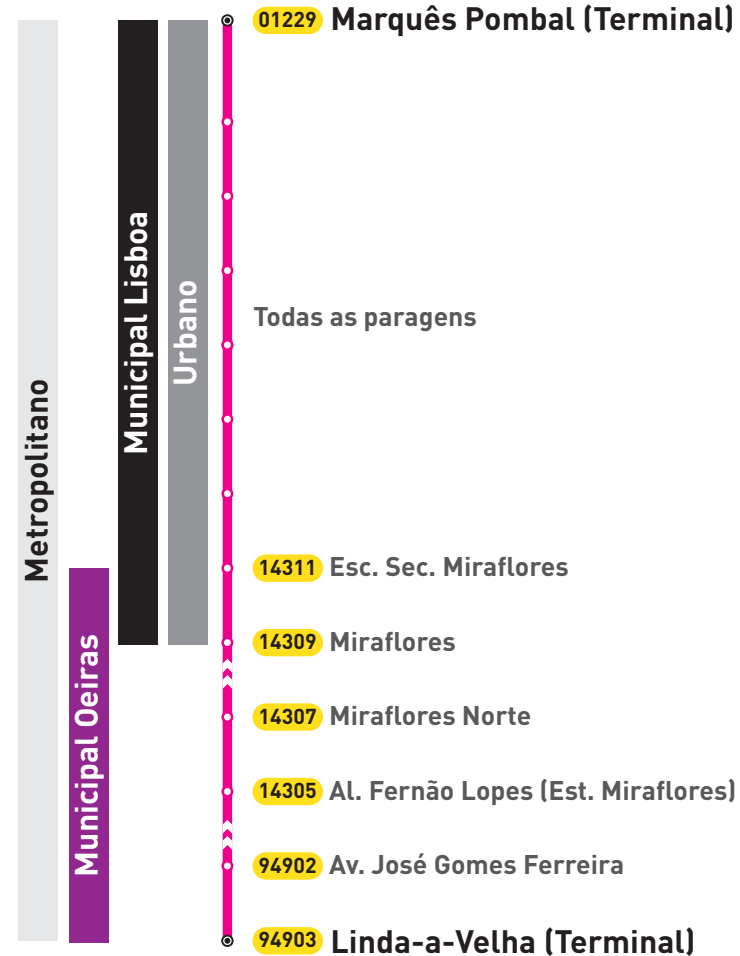 01229 Marquês Pombal (Terminal)
Metropolitano
Municipal Oeiras
Municipal Lisboa
Urbano
Todas as paragens
14311 Esc. Sec. Miraflores
14309 Miraflores
14307 Miraflores Norte
14305 Al. Fernão Lopes (Est. Miraflores)
94902 Av. José Gomes Ferreira
94903 Linda-a-Velha (Terminal)